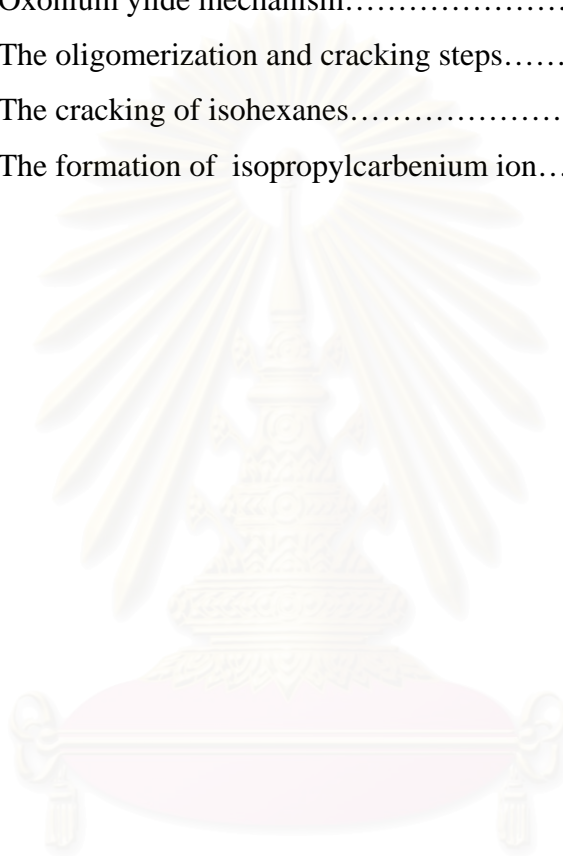 Oxonium ylide mechanism………………….
The oligomerization and cracking steps……
The cracking of isohexanes………………….
The formation of isopropylcarbenium ion…